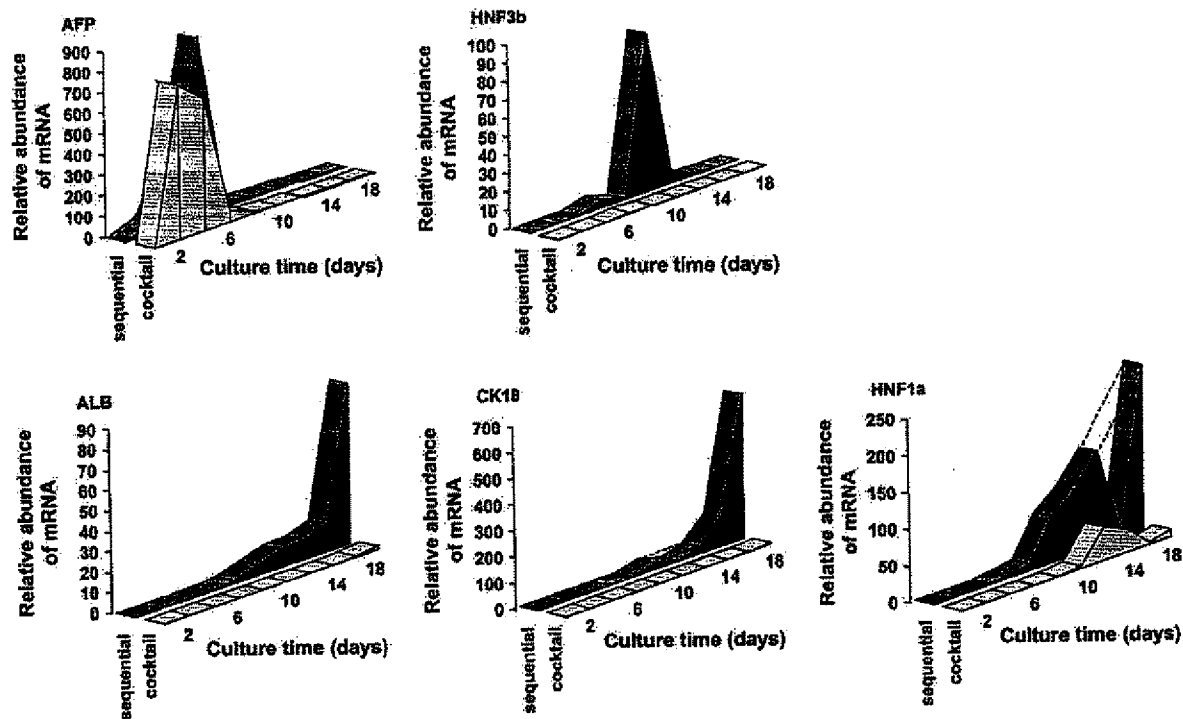 AFP
Relative abundance
of mRNA
900
800
700
600
500
400
300
200
100
0
sequential
cocktail
2
6
10
14
18
Culture time (days)
HNF3b
Relative abundance
of mRNA
100
90
80
70
60
50
40
30
20
10
0
sequential
cocktail
2
6
10
14
18
Culture time (days)
ALB
Relative abundance
of mRNA
90
80
70
60
50
40
30
20
10
0
sequential
cocktail
2
6
10
14
18
Culture time (days)
CK18
Relative abundance
of mRNA
700
600
500
400
300
200
100
0
sequential
cocktail
2
6
10
14
18
Culture time (days)
HNF1a
Relative abundance
of mRNA
250
200
150
100
50
0
sequential
cocktail
2
6
10
14
18
Culture time (days)